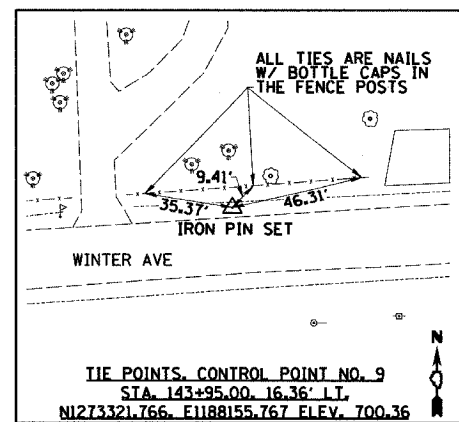 ALL TIES ARE NAILS
W/ BOTTLE CAPS IN
THE FENCE POSTS
9.41'
35.37'
46.31'
IRON PIN SET
WINTER AVE
N
TIE POINTS. CONTROL POINT NO. 9
STA. 143+95.00. 16.36' LT.
N1273321.766. E1188155.767 ELEV. 700.36